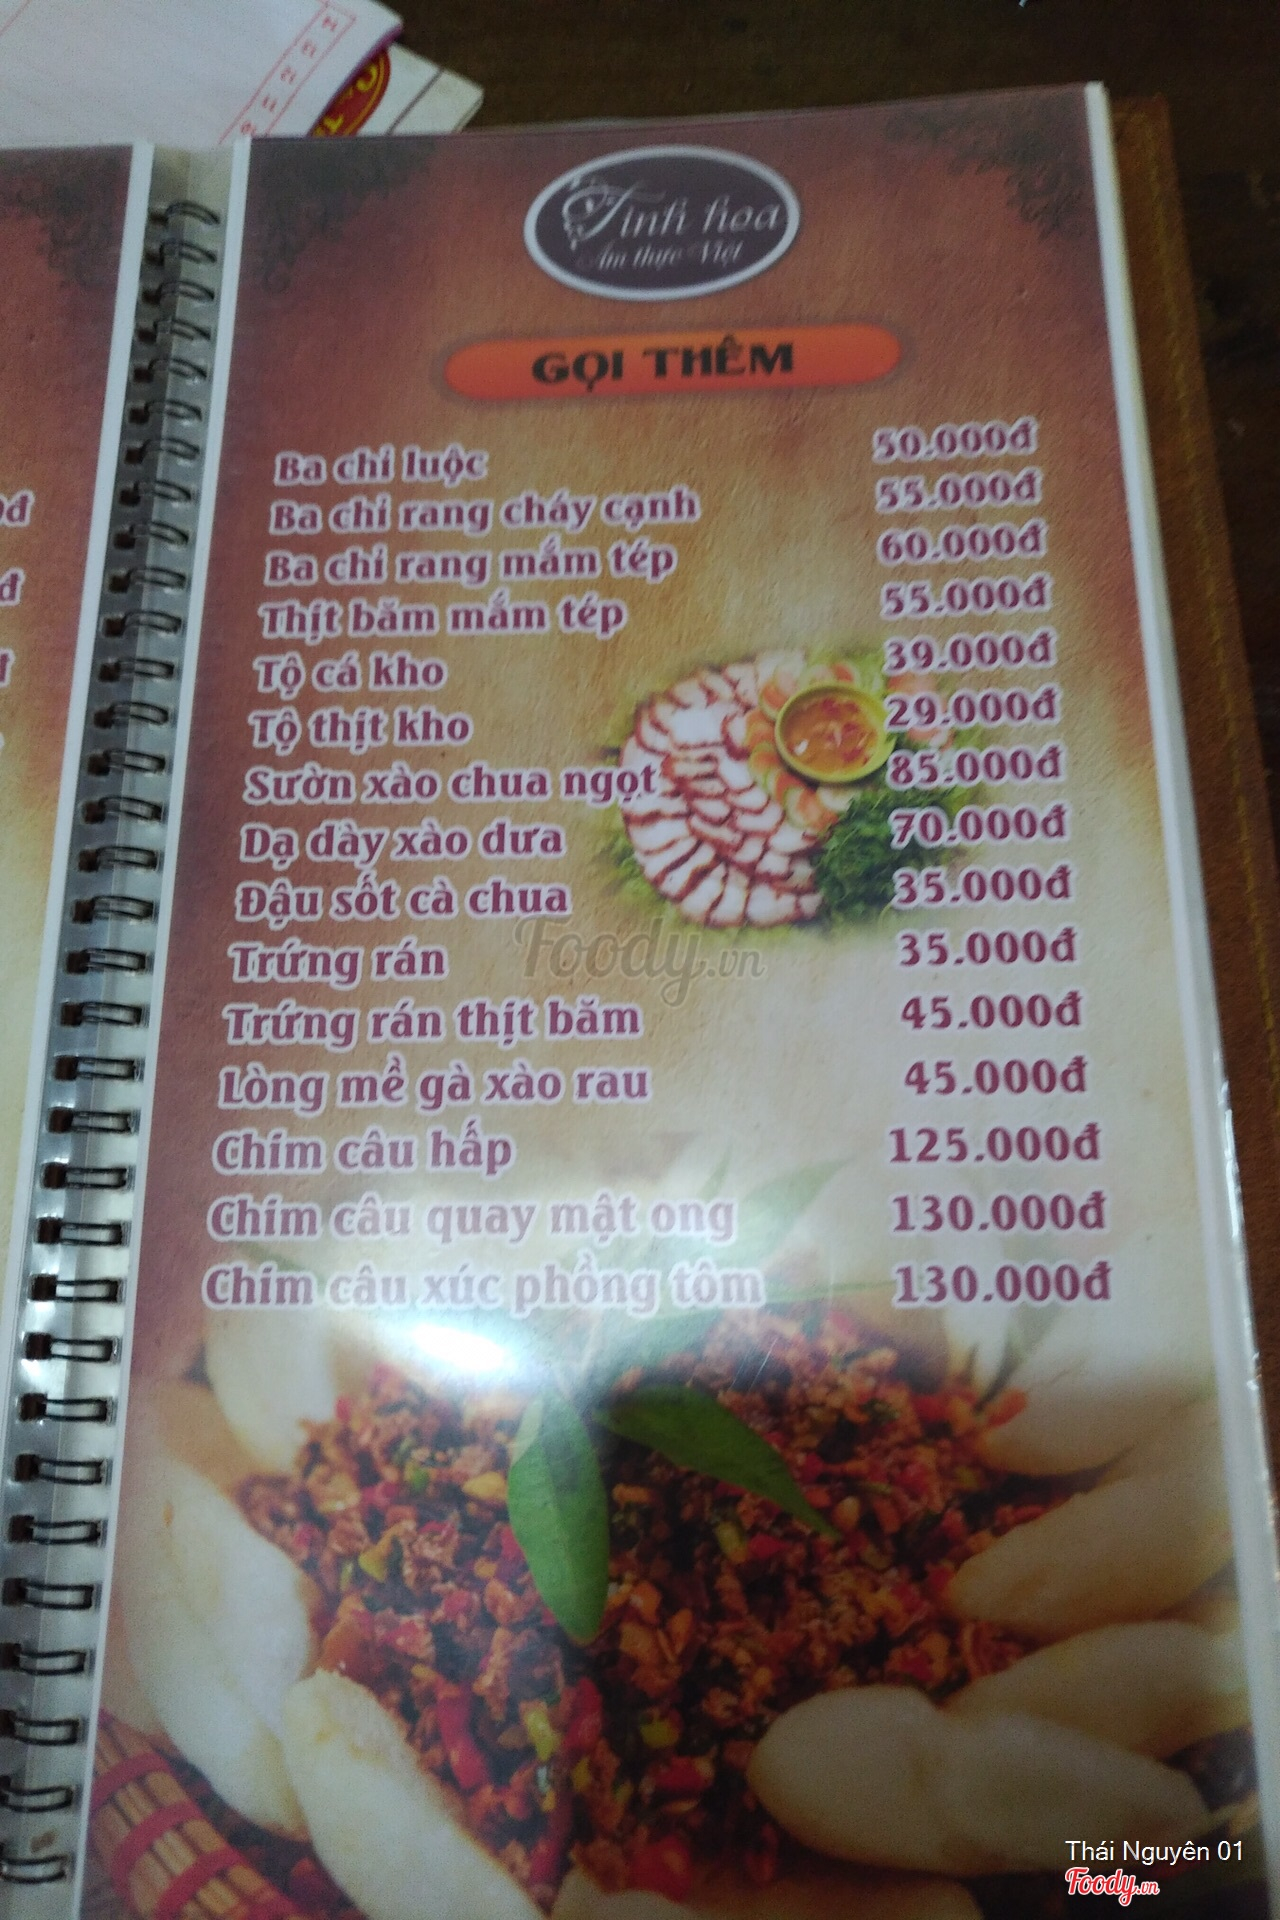 Tinh hoa
Ẩm thực Việt
GỌI THÊM
Ba chỉ luộc 50.000đ
Ba chỉ rang cháy cạnh 55.000đ
Ba chỉ rang mắm tép 60.000đ
Thịt băm mắm tép 55.000đ
Tộ cá kho 39.000đ
Tộ thịt kho 29.000đ
Sườn xào chua ngọt 85.000đ
Dạ dày xào dưa 70.000đ
Đậu sốt cà chua 35.000đ
Trứng rán 35.000đ
Trứng rán thịt băm 45.000đ
Lòng mề gà xào rau 45.000đ
Chim câu hấp 125.000đ
Chim câu quay mật ong 130.000đ
Chim câu xúc phồng tôm 130.000đ
Foody.vn
Thái Nguyên 01
Foody.vn